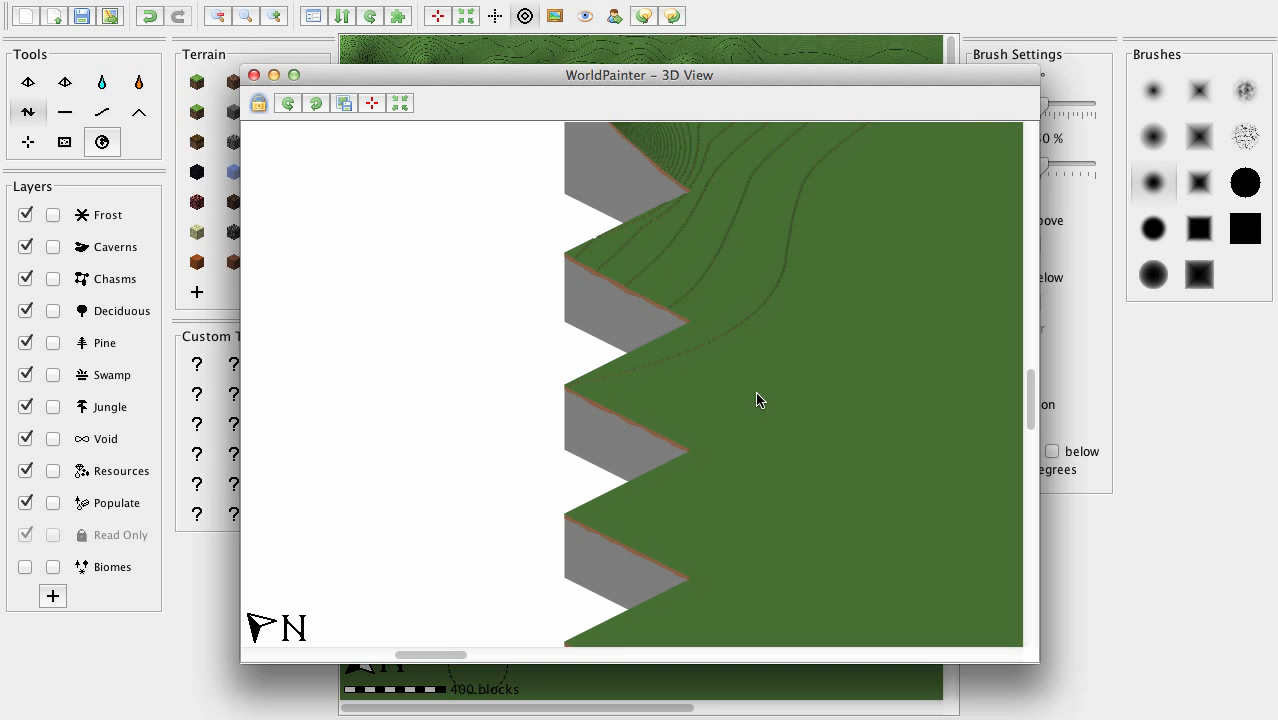 WorldPainter – 3D View
Tools
Terrain
Brush Settings
Brushes
°
0 %
Layers
Frost
Caverns
Chasms
Deciduous
Pine
Swamp
Jungle
Void
Resources
Populate
Read Only
Biomes
Custom T
? ?
? ?
? ?
? ?
? ?
? ?
bove
elow
r
on
below
egrees
N
N
400 blocks